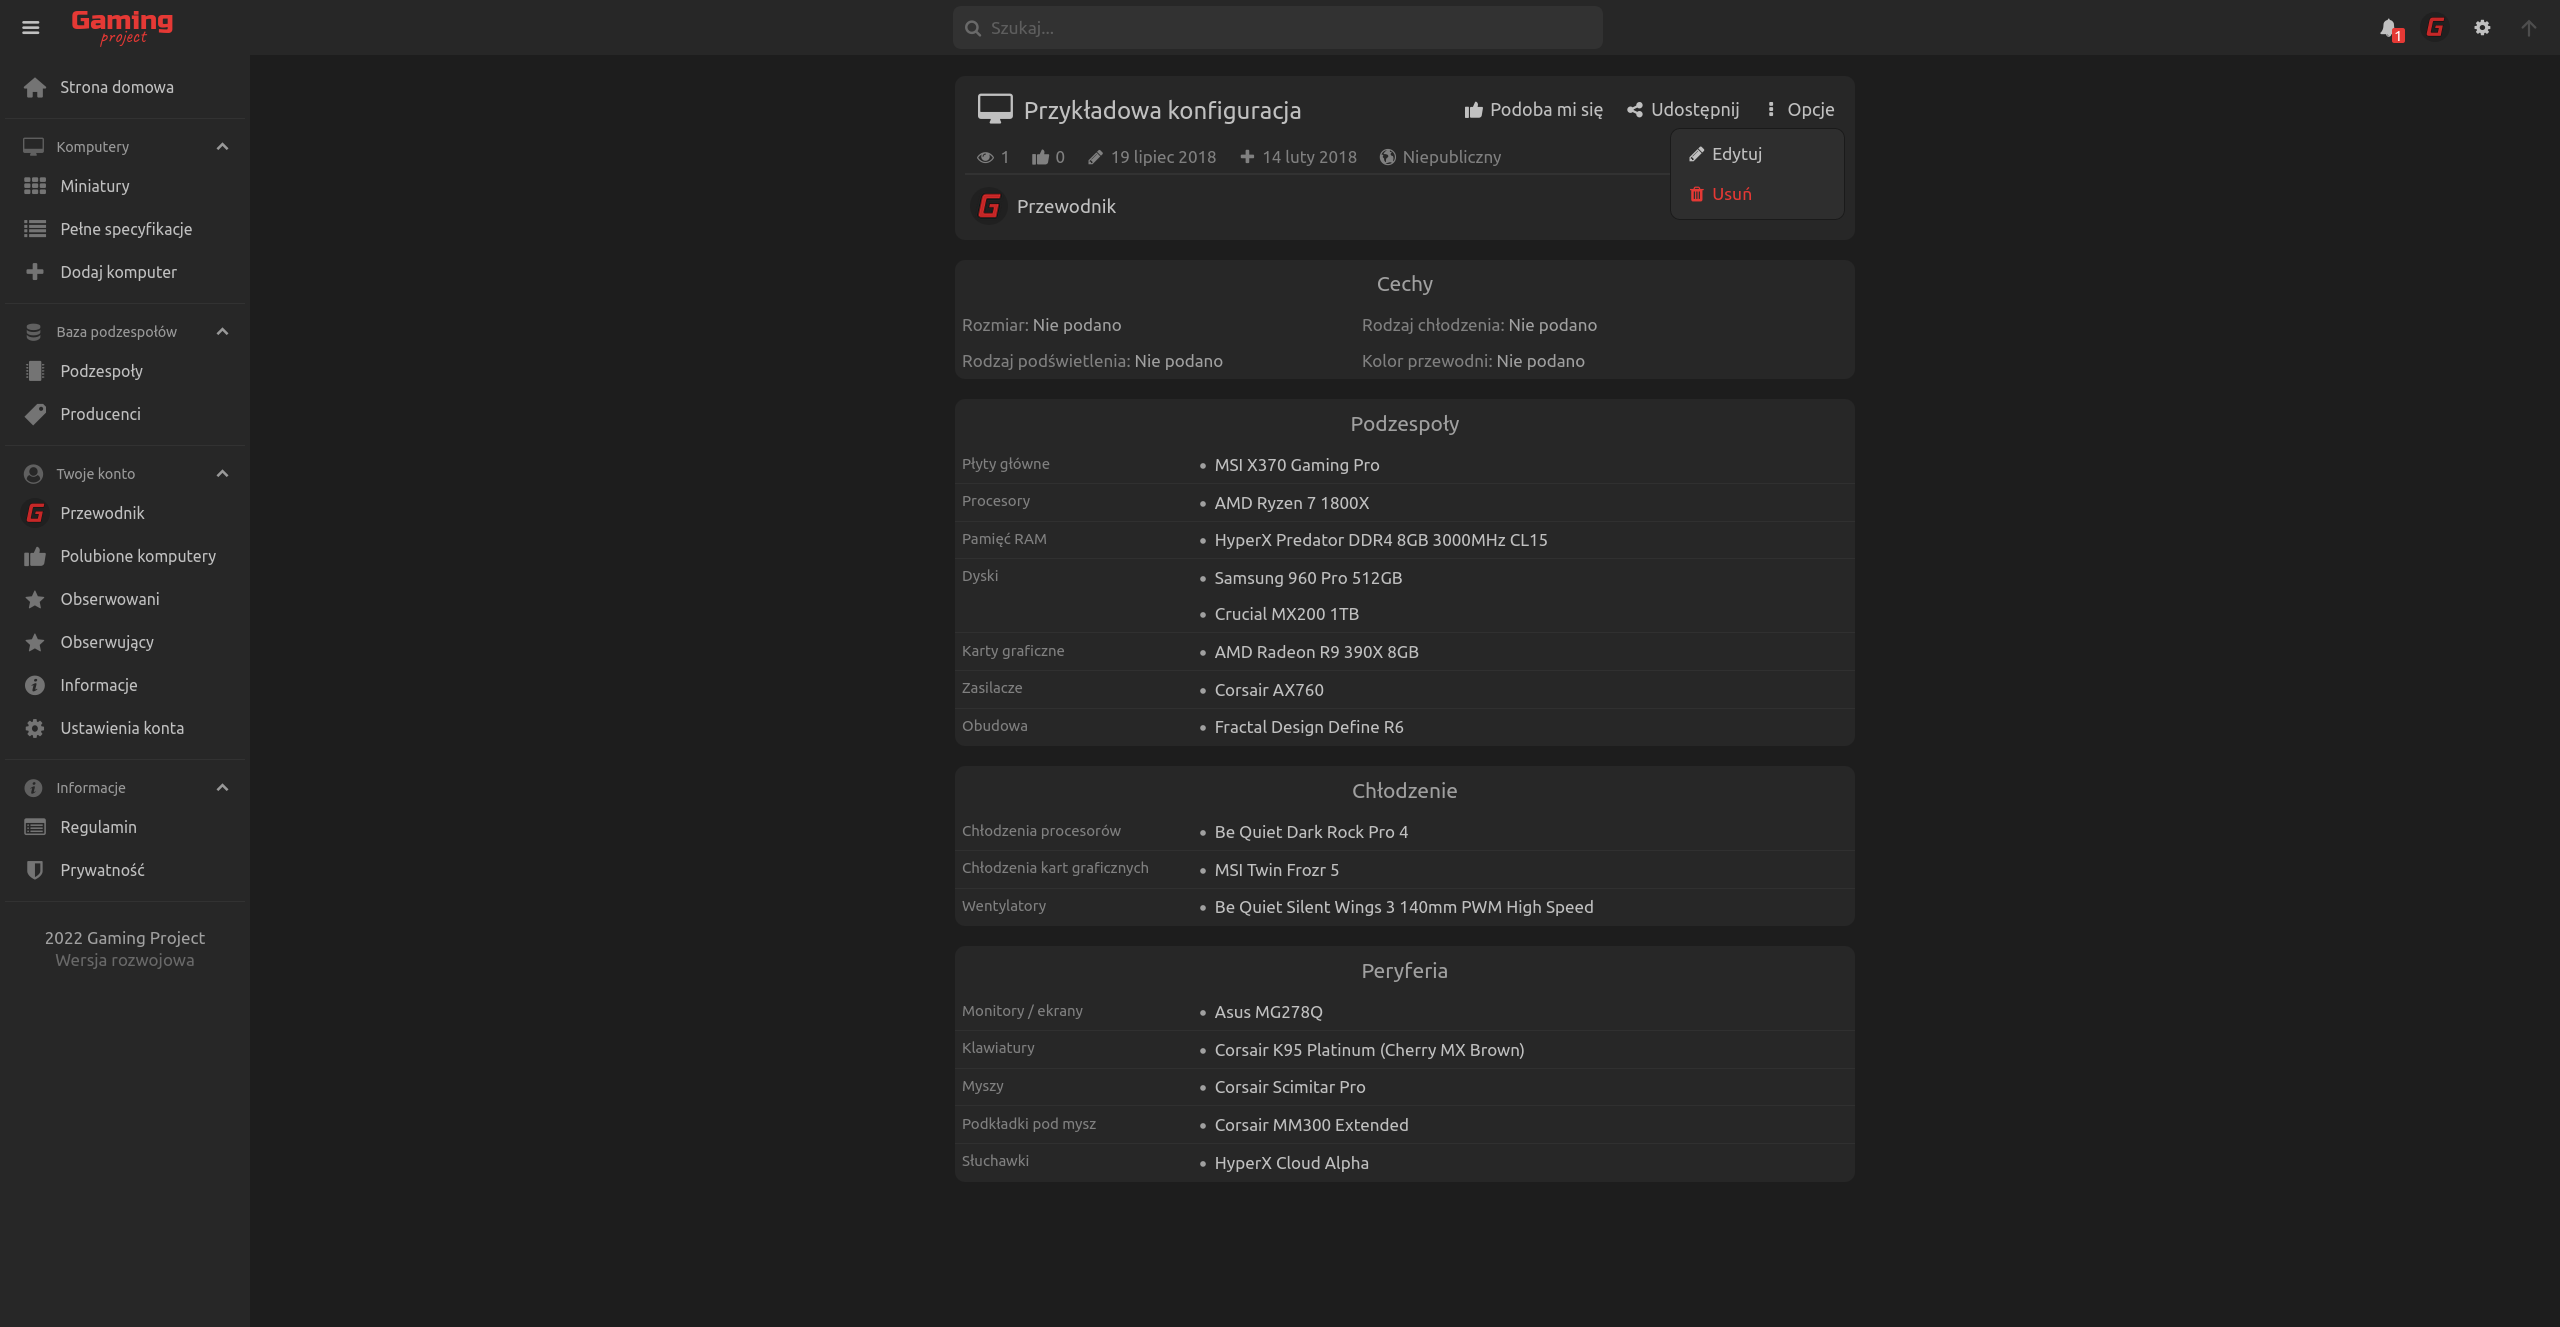 Gaming
project
Szukaj...
1
Strona domowa
Komputery
Miniatury
Pełne specyfikacje
Dodaj komputer
Baza podzespołów
Podzespoły
Producenci
Twoje konto
Przewodnik
Polubione komputery
Obserwowani
Obserwujący
Informacje
Ustawienia konta
Informacje
Regulamin
Prywatność
2022 Gaming Project
Wersja rozwojowa
Przykładowa konfiguracja
Podoba mi się Udostępnij Opcje
1 0 19 lipiec 2018 14 luty 2018 Niepubliczny
Edytuj
Usuń
Przewodnik
Cechy
Rozmiar: Nie podano Rodzaj chłodzenia: Nie podano
Rodzaj podświetlenia: Nie podano Kolor przewodni: Nie podano
Podzespoły
Płyty główne • MSI X370 Gaming Pro
Procesory • AMD Ryzen 7 1800X
Pamięć RAM • HyperX Predator DDR4 8GB 3000MHz CL15
Dyski • Samsung 960 Pro 512GB
• Crucial MX200 1TB
Karty graficzne • AMD Radeon R9 390X 8GB
Zasilacze • Corsair AX760
Obudowa • Fractal Design Define R6
Chłodzenie
Chłodzenia procesorów • Be Quiet Dark Rock Pro 4
Chłodzenia kart graficznych • MSI Twin Frozr 5
Wentylatory • Be Quiet Silent Wings 3 140mm PWM High Speed
Peryferia
Monitory / ekrany • Asus MG278Q
Klawiatury • Corsair K95 Platinum (Cherry MX Brown)
Myszy • Corsair Scimitar Pro
Podkładki pod mysz • Corsair MM300 Extended
Słuchawki • HyperX Cloud Alpha